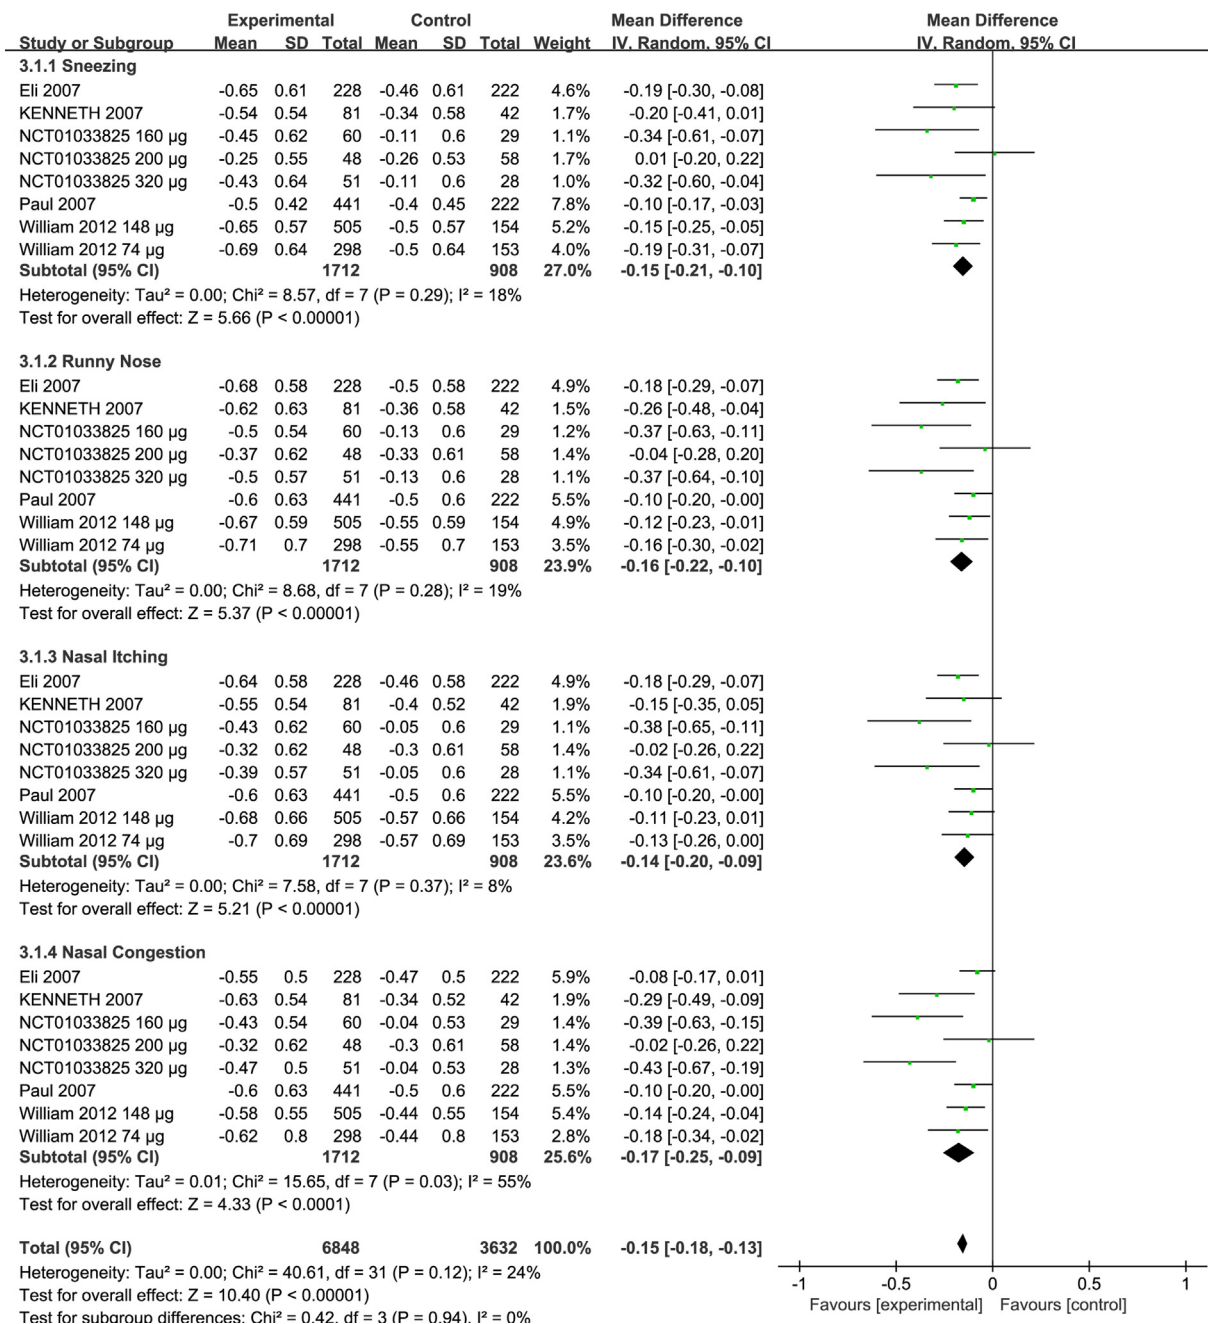 Experimental Control Mean Difference Mean Difference
Study or Subgroup Mean SD Total Mean SD Total Weight IV, Random, 95% CI IV, Random, 95% CI
3.1.1 Sneezing
Eli 2007 -0.65 0.61 228 -0.46 0.61 222 4.6% -0.19 [-0.30, -0.08]
KENNETH 2007 -0.54 0.54 81 -0.34 0.58 42 1.7% -0.20 [-0.41, 0.01]
NCT01033825 160 µg -0.45 0.62 60 -0.11 0.6 29 1.1% -0.34 [-0.61, -0.07]
NCT01033825 200 µg -0.25 0.55 48 -0.26 0.53 58 1.7% 0.01 [-0.20, 0.22]
NCT01033825 320 µg -0.43 0.64 51 -0.11 0.6 28 1.0% -0.32 [-0.60, -0.04]
Paul 2007 -0.5 0.42 441 -0.4 0.45 222 7.8% -0.10 [-0.17, -0.03]
William 2012 148 µg -0.65 0.57 505 -0.5 0.57 154 5.2% -0.15 [-0.25, -0.05]
William 2012 74 µg -0.69 0.64 298 -0.5 0.64 153 4.0% -0.19 [-0.31, -0.07]
Subtotal (95% CI) 1712 908 27.0% -0.15 [-0.21, -0.10]
Heterogeneity: Tau² = 0.00; Chi² = 8.57, df = 7 (P = 0.29); I² = 18%
Test for overall effect: Z = 5.66 (P < 0.00001)
3.1.2 Runny Nose
Eli 2007 -0.68 0.58 228 -0.5 0.58 222 4.9% -0.18 [-0.29, -0.07]
KENNETH 2007 -0.62 0.63 81 -0.36 0.58 42 1.5% -0.26 [-0.48, -0.04]
NCT01033825 160 µg -0.5 0.54 60 -0.13 0.6 29 1.2% -0.37 [-0.63, -0.11]
NCT01033825 200 µg -0.37 0.62 48 -0.33 0.61 58 1.4% -0.04 [-0.28, 0.20]
NCT01033825 320 µg -0.5 0.57 51 -0.13 0.6 28 1.1% -0.37 [-0.64, -0.10]
Paul 2007 -0.6 0.63 441 -0.5 0.6 222 5.5% -0.10 [-0.20, -0.00]
William 2012 148 µg -0.67 0.59 505 -0.55 0.59 154 4.9% -0.12 [-0.23, -0.01]
William 2012 74 µg -0.71 0.7 298 -0.55 0.7 153 3.5% -0.16 [-0.30, -0.02]
Subtotal (95% CI) 1712 908 23.9% -0.16 [-0.22, -0.10]
Heterogeneity: Tau² = 0.00; Chi² = 8.68, df = 7 (P = 0.28); I² = 19%
Test for overall effect: Z = 5.37 (P < 0.00001)
3.1.3 Nasal Itching
Eli 2007 -0.64 0.58 228 -0.46 0.58 222 4.9% -0.18 [-0.29, -0.07]
KENNETH 2007 -0.55 0.54 81 -0.4 0.52 42 1.9% -0.15 [-0.35, 0.05]
NCT01033825 160 µg -0.43 0.62 60 -0.05 0.6 29 1.1% -0.38 [-0.65, -0.11]
NCT01033825 200 µg -0.32 0.62 48 -0.3 0.61 58 1.4% -0.02 [-0.26, 0.22]
NCT01033825 320 µg -0.39 0.57 51 -0.05 0.6 28 1.1% -0.34 [-0.61, -0.07]
Paul 2007 -0.6 0.63 441 -0.5 0.6 222 5.5% -0.10 [-0.20, -0.00]
William 2012 148 µg -0.68 0.66 505 -0.57 0.66 154 4.2% -0.11 [-0.23, 0.01]
William 2012 74 µg -0.7 0.69 298 -0.57 0.69 153 3.5% -0.13 [-0.26, 0.00]
Subtotal (95% CI) 1712 908 23.6% -0.14 [-0.20, -0.09]
Heterogeneity: Tau² = 0.00; Chi² = 7.58, df = 7 (P = 0.37); I² = 8%
Test for overall effect: Z = 5.21 (P < 0.00001)
3.1.4 Nasal Congestion
Eli 2007 -0.55 0.5 228 -0.47 0.5 222 5.9% -0.08 [-0.17, 0.01]
KENNETH 2007 -0.63 0.54 81 -0.34 0.52 42 1.9% -0.29 [-0.49, -0.09]
NCT01033825 160 µg -0.43 0.54 60 -0.04 0.53 29 1.4% -0.39 [-0.63, -0.15]
NCT01033825 200 µg -0.32 0.62 48 -0.3 0.61 58 1.4% -0.02 [-0.26, 0.22]
NCT01033825 320 µg -0.47 0.5 51 -0.04 0.53 28 1.3% -0.43 [-0.67, -0.19]
Paul 2007 -0.6 0.63 441 -0.5 0.6 222 5.5% -0.10 [-0.20, -0.00]
William 2012 148 µg -0.58 0.55 505 -0.44 0.55 154 5.4% -0.14 [-0.24, -0.04]
William 2012 74 µg -0.62 0.8 298 -0.44 0.8 153 2.8% -0.18 [-0.34, -0.02]
Subtotal (95% CI) 1712 908 25.6% -0.17 [-0.25, -0.09]
Heterogeneity: Tau² = 0.01; Chi² = 15.65, df = 7 (P = 0.03); I² = 55%
Test for overall effect: Z = 4.33 (P < 0.0001)
Total (95% CI) 6848 3632 100.0% -0.15 [-0.18, -0.13]
Heterogeneity: Tau² = 0.00; Chi² = 40.61, df = 31 (P = 0.12); I² = 24%
Test for overall effect: Z = 10.40 (P < 0.00001)
Test for subgroup differences: Chi² = 0.42, df = 3 (P = 0.94), I² = 0%
-1 -0.5 0 0.5 1
Favours [experimental] Favours [control]